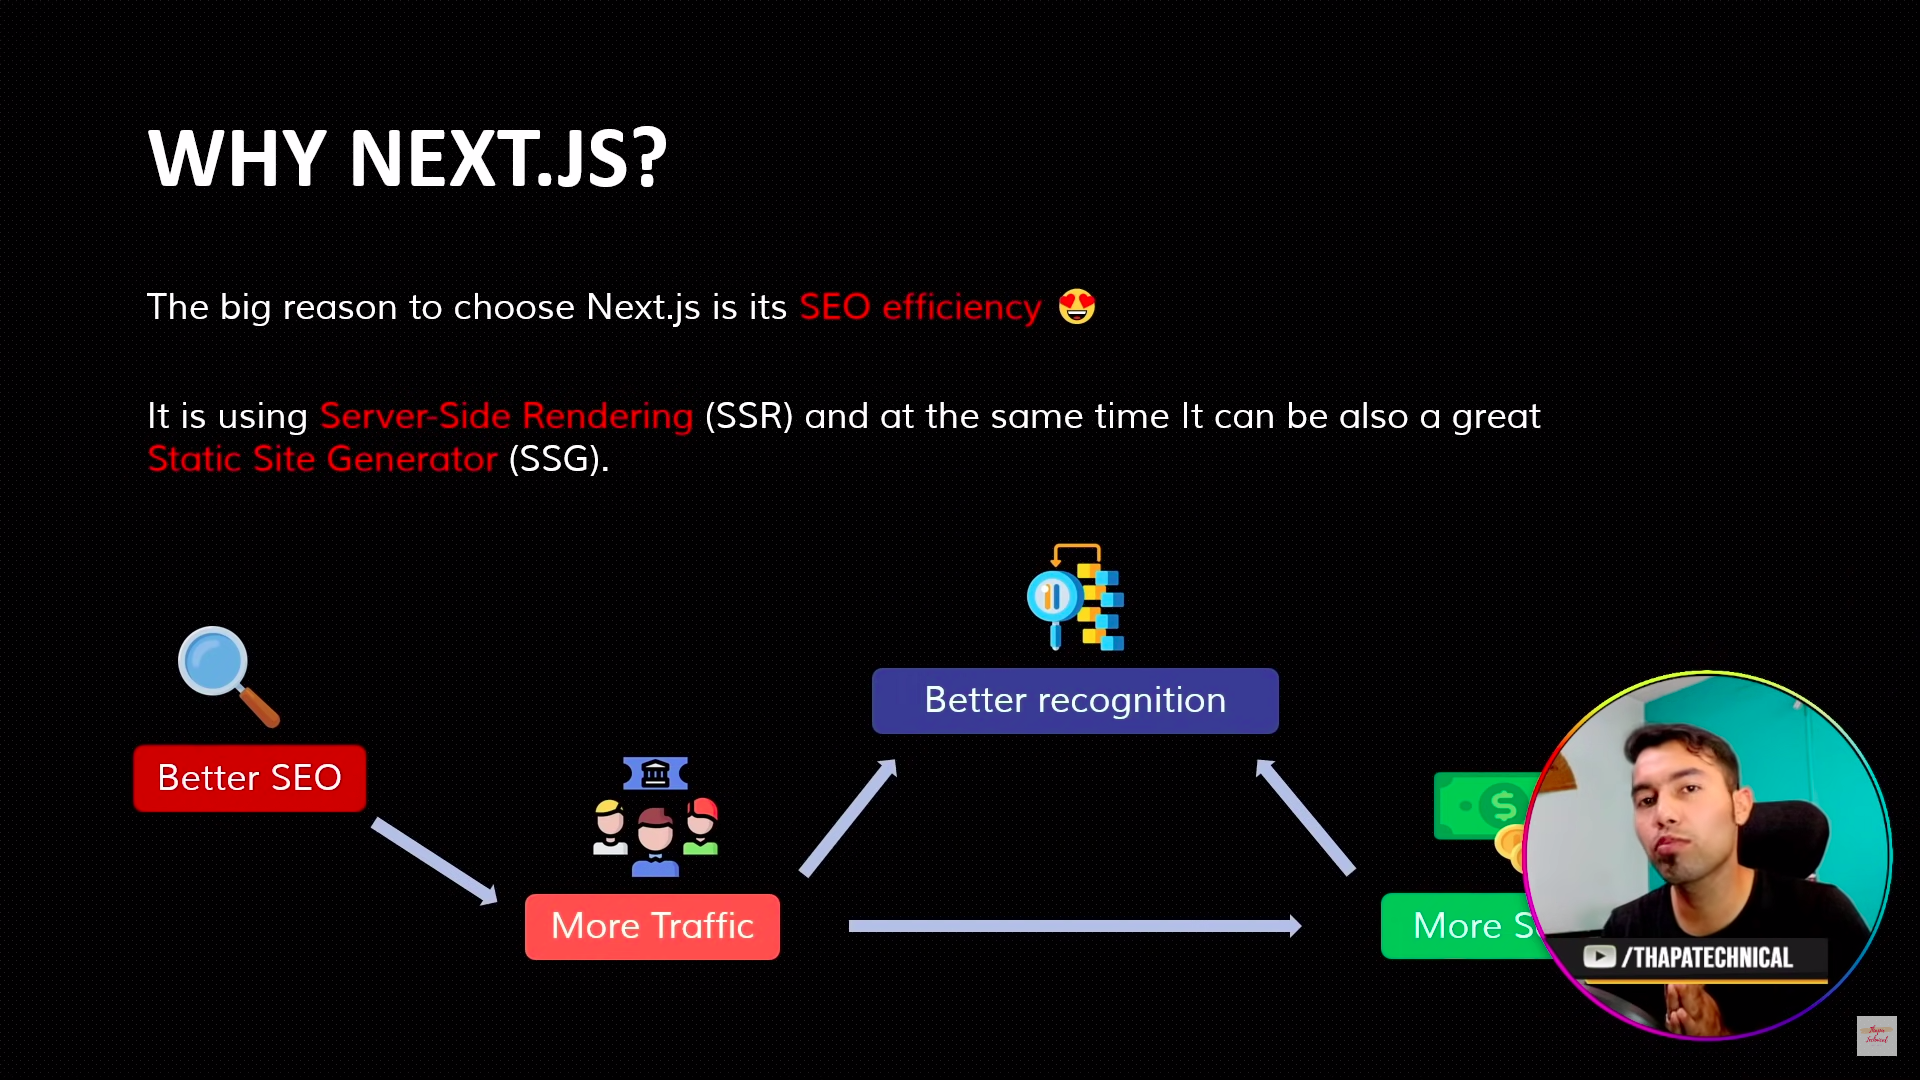 WHY NEXT.JS?
The big reason to choose Next.js is its SEO efficiency 😍
It is using Server-Side Rendering (SSR) and at the same time It can be also a great
Static Site Generator (SSG).
Better recognition
Better SEO
More Traffic
More
/THAPATECHNICAL
Thapa
Technical